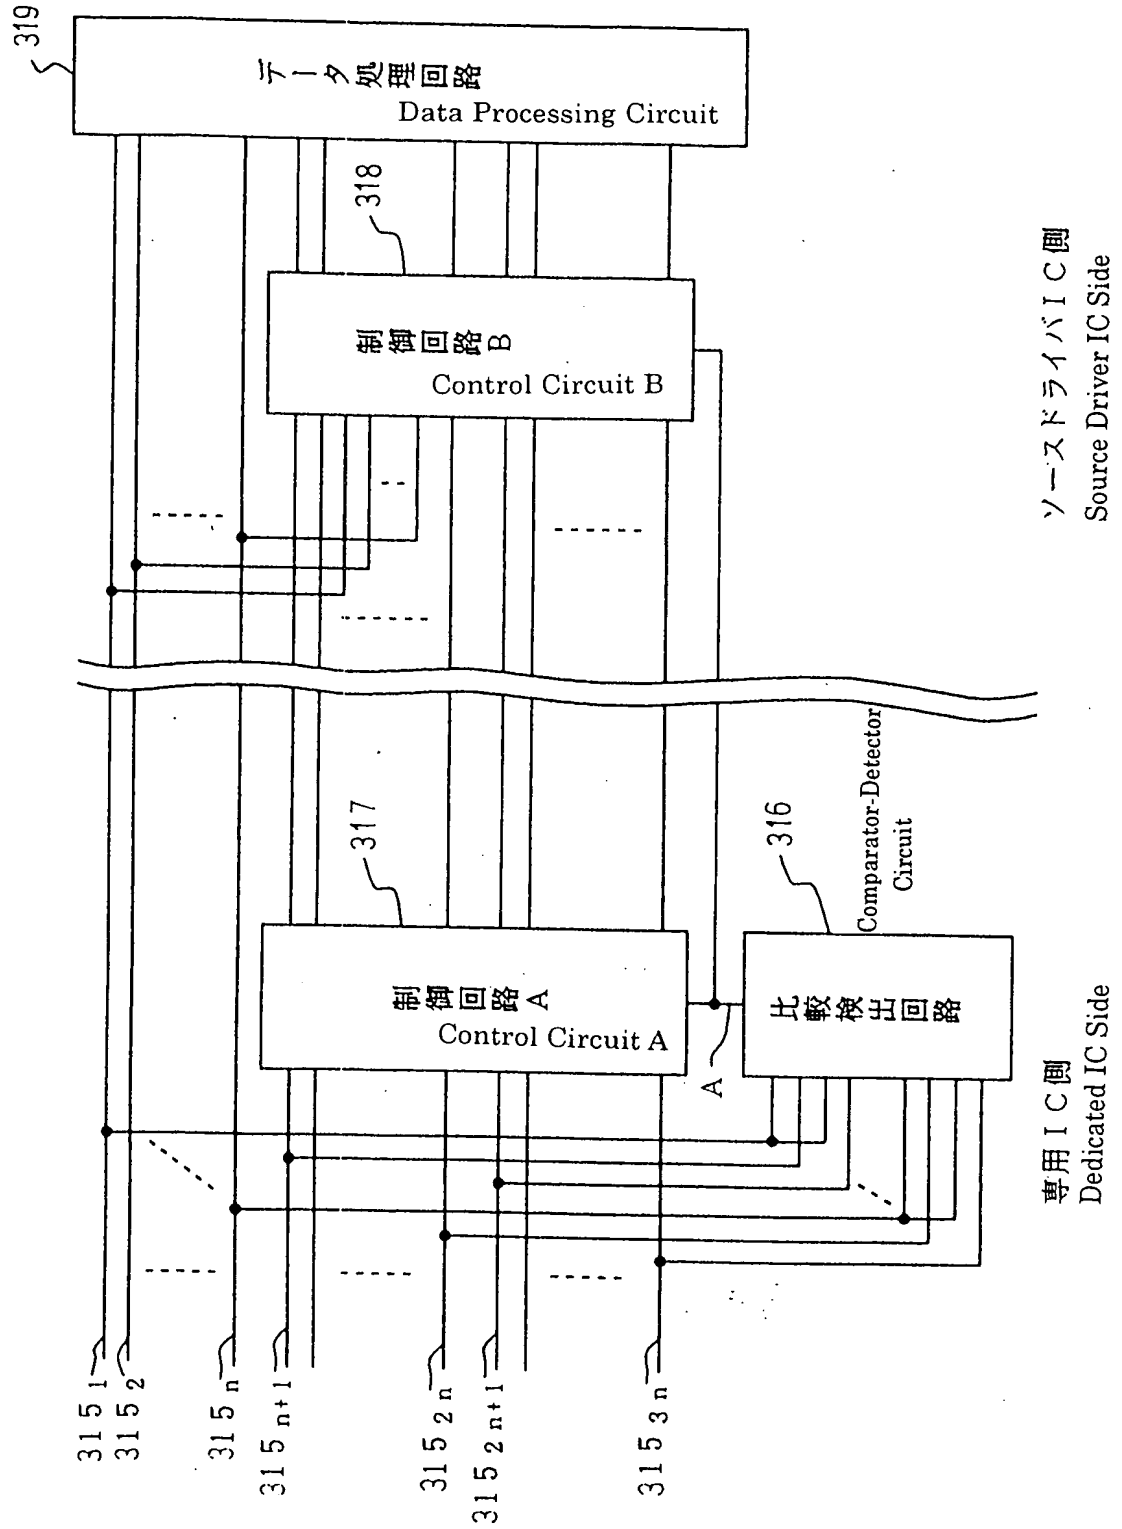 319
データ処理回路
Data Processing Circuit
318
制御回路B
Control Circuit B
ソースドライバIC側
Source Driver IC Side
317
制御回路A
Control Circuit A
316
Comparator-Detector
Circuit
比較検出回路
A
専用IC側
Dedicated IC Side
315 1
315 2
315 n
315 n+1
315 2n
315 2n+1
315 3n